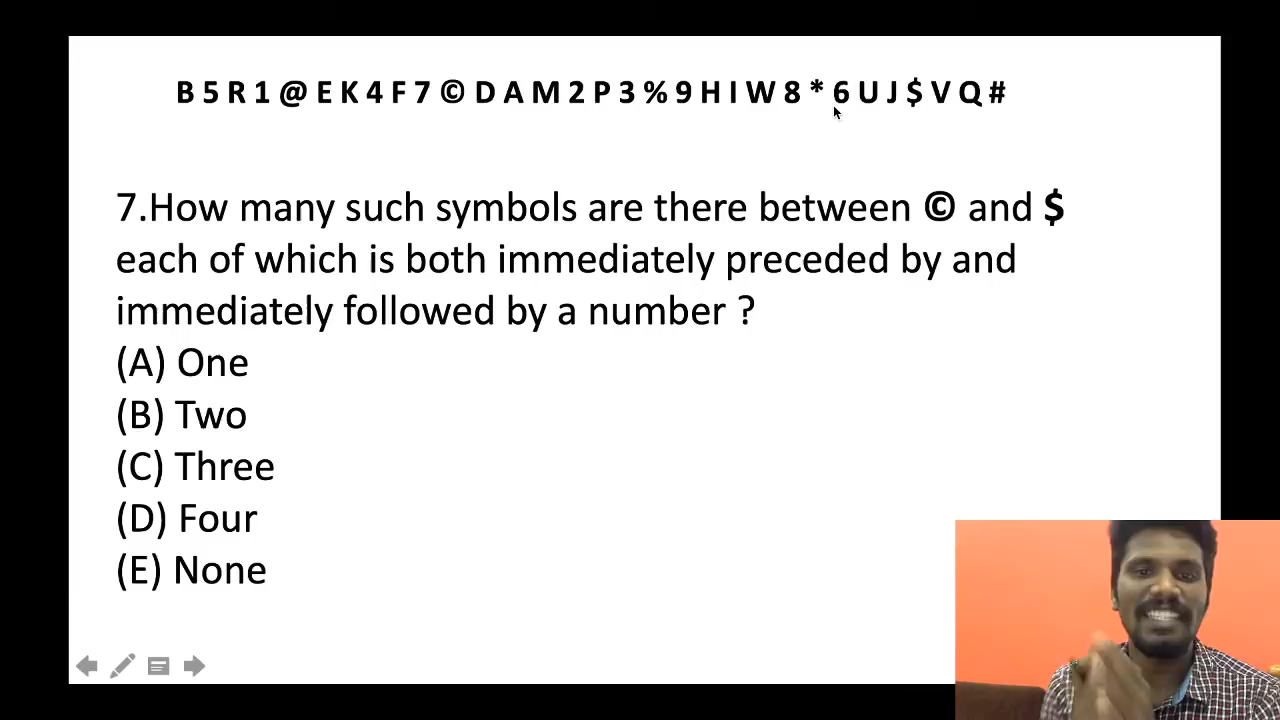 B 5 R 1 @ E K 4 F 7 © D A M 2 P 3 % 9 H I W 8 * 6 U J $ V Q #
7.How many such symbols are there between © and $
each of which is both immediately preceded by and
immediately followed by a number ?
(A) One
(B) Two
(C) Three
(D) Four
(E) None